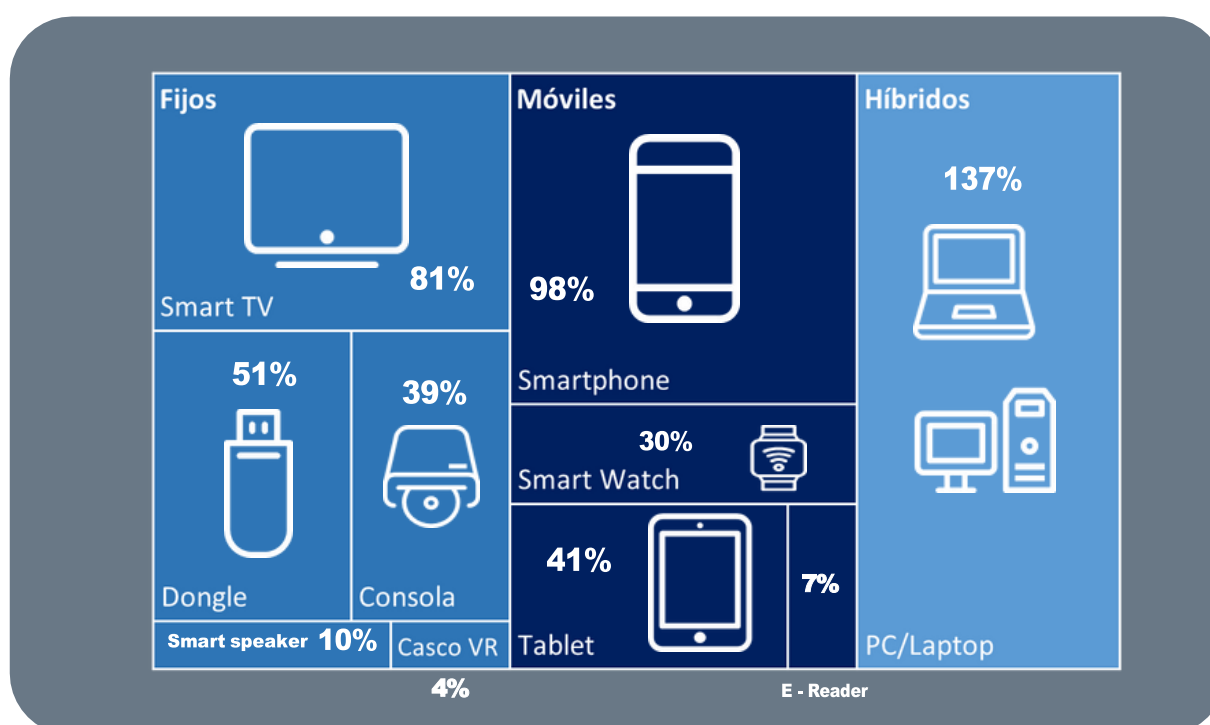 Fijos
81%
Smart TV
51%
Dongle
39%
Consola
Smart speaker 10%
Casco VR
4%
Móviles
98%
Smartphone
30%
Smart Watch
41%
Tablet
7%
E - Reader
Híbridos
137%
PC/Laptop